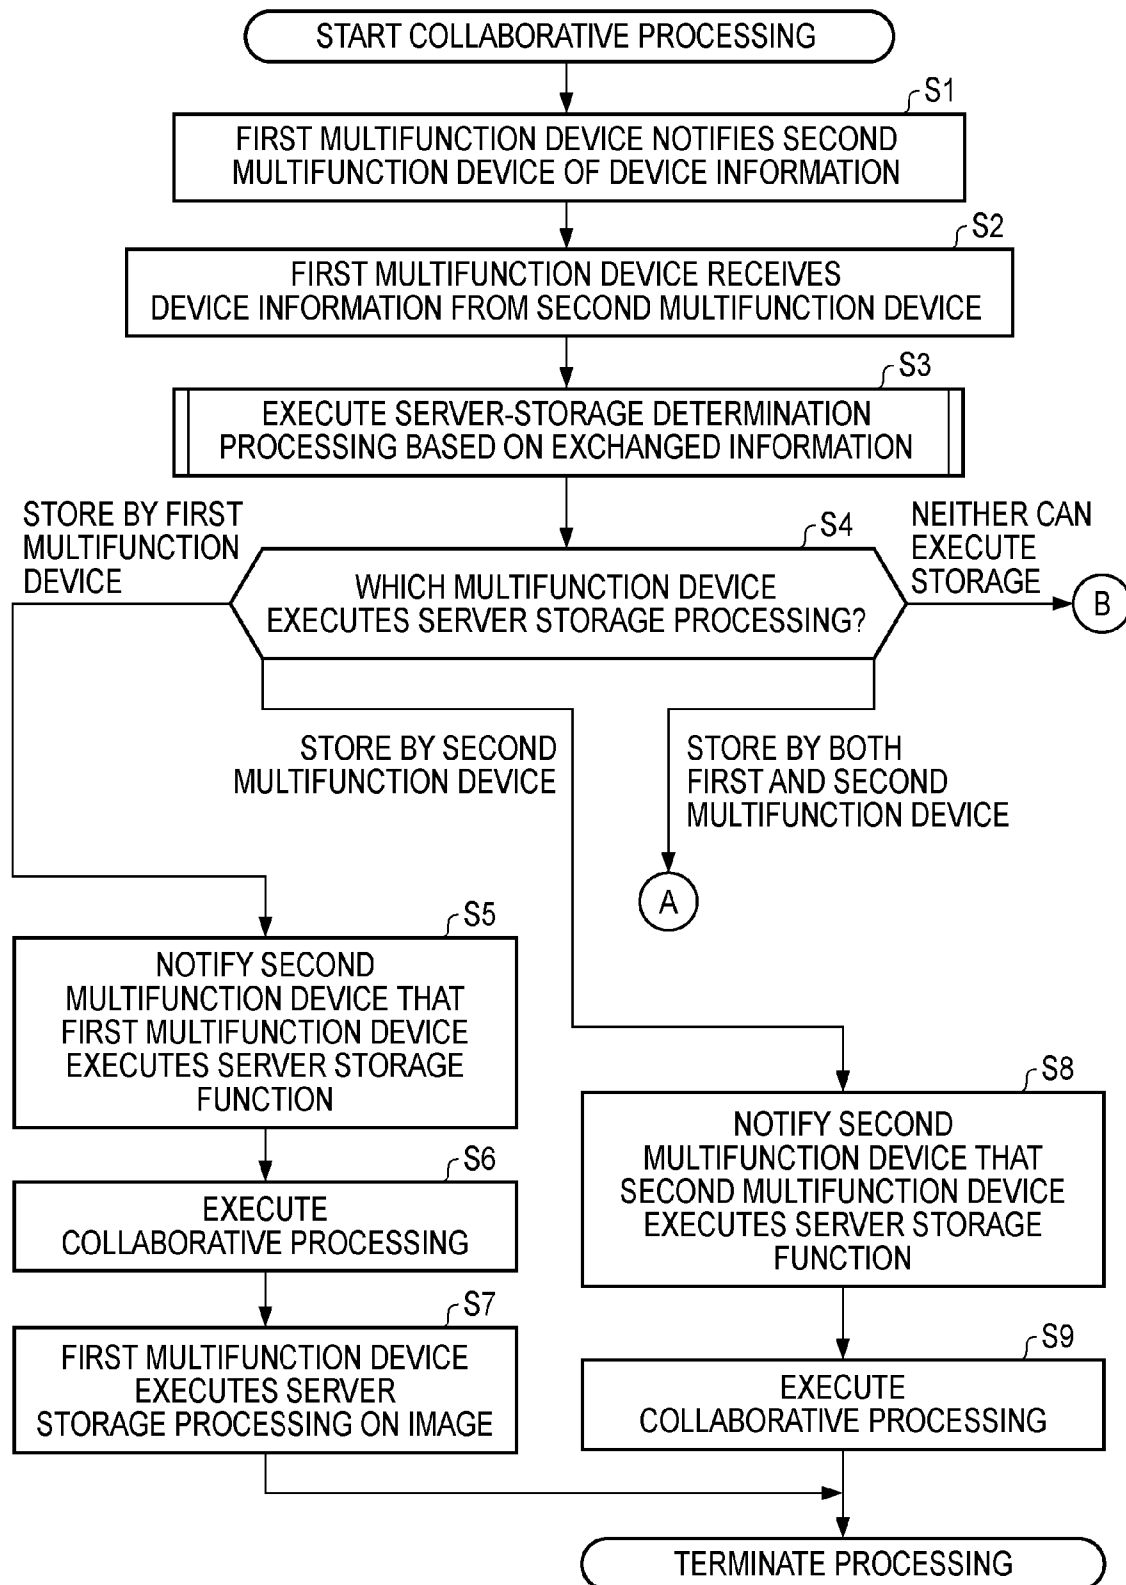 START COLLABORATIVE PROCESSING
S1
FIRST MULTIFUNCTION DEVICE NOTIFIES SECOND
MULTIFUNCTION DEVICE OF DEVICE INFORMATION
S2
FIRST MULTIFUNCTION DEVICE RECEIVES
DEVICE INFORMATION FROM SECOND MULTIFUNCTION DEVICE
S3
EXECUTE SERVER-STORAGE DETERMINATION
PROCESSING BASED ON EXCHANGED INFORMATION
STORE BY FIRST
MULTIFUNCTION
DEVICE
S4
WHICH MULTIFUNCTION DEVICE
EXECUTES SERVER STORAGE PROCESSING?
NEITHER CAN
EXECUTE
STORAGE
B
STORE BY SECOND
MULTIFUNCTION DEVICE
STORE BY BOTH
FIRST AND SECOND
MULTIFUNCTION DEVICE
A
S5
NOTIFY SECOND
MULTIFUNCTION DEVICE THAT
FIRST MULTIFUNCTION DEVICE
EXECUTES SERVER STORAGE
FUNCTION
S6
EXECUTE
COLLABORATIVE PROCESSING
S7
FIRST MULTIFUNCTION DEVICE
EXECUTES SERVER
STORAGE PROCESSING ON IMAGE
S8
NOTIFY SECOND
MULTIFUNCTION DEVICE THAT
SECOND MULTIFUNCTION DEVICE
EXECUTES SERVER STORAGE
FUNCTION
S9
EXECUTE
COLLABORATIVE PROCESSING
TERMINATE PROCESSING